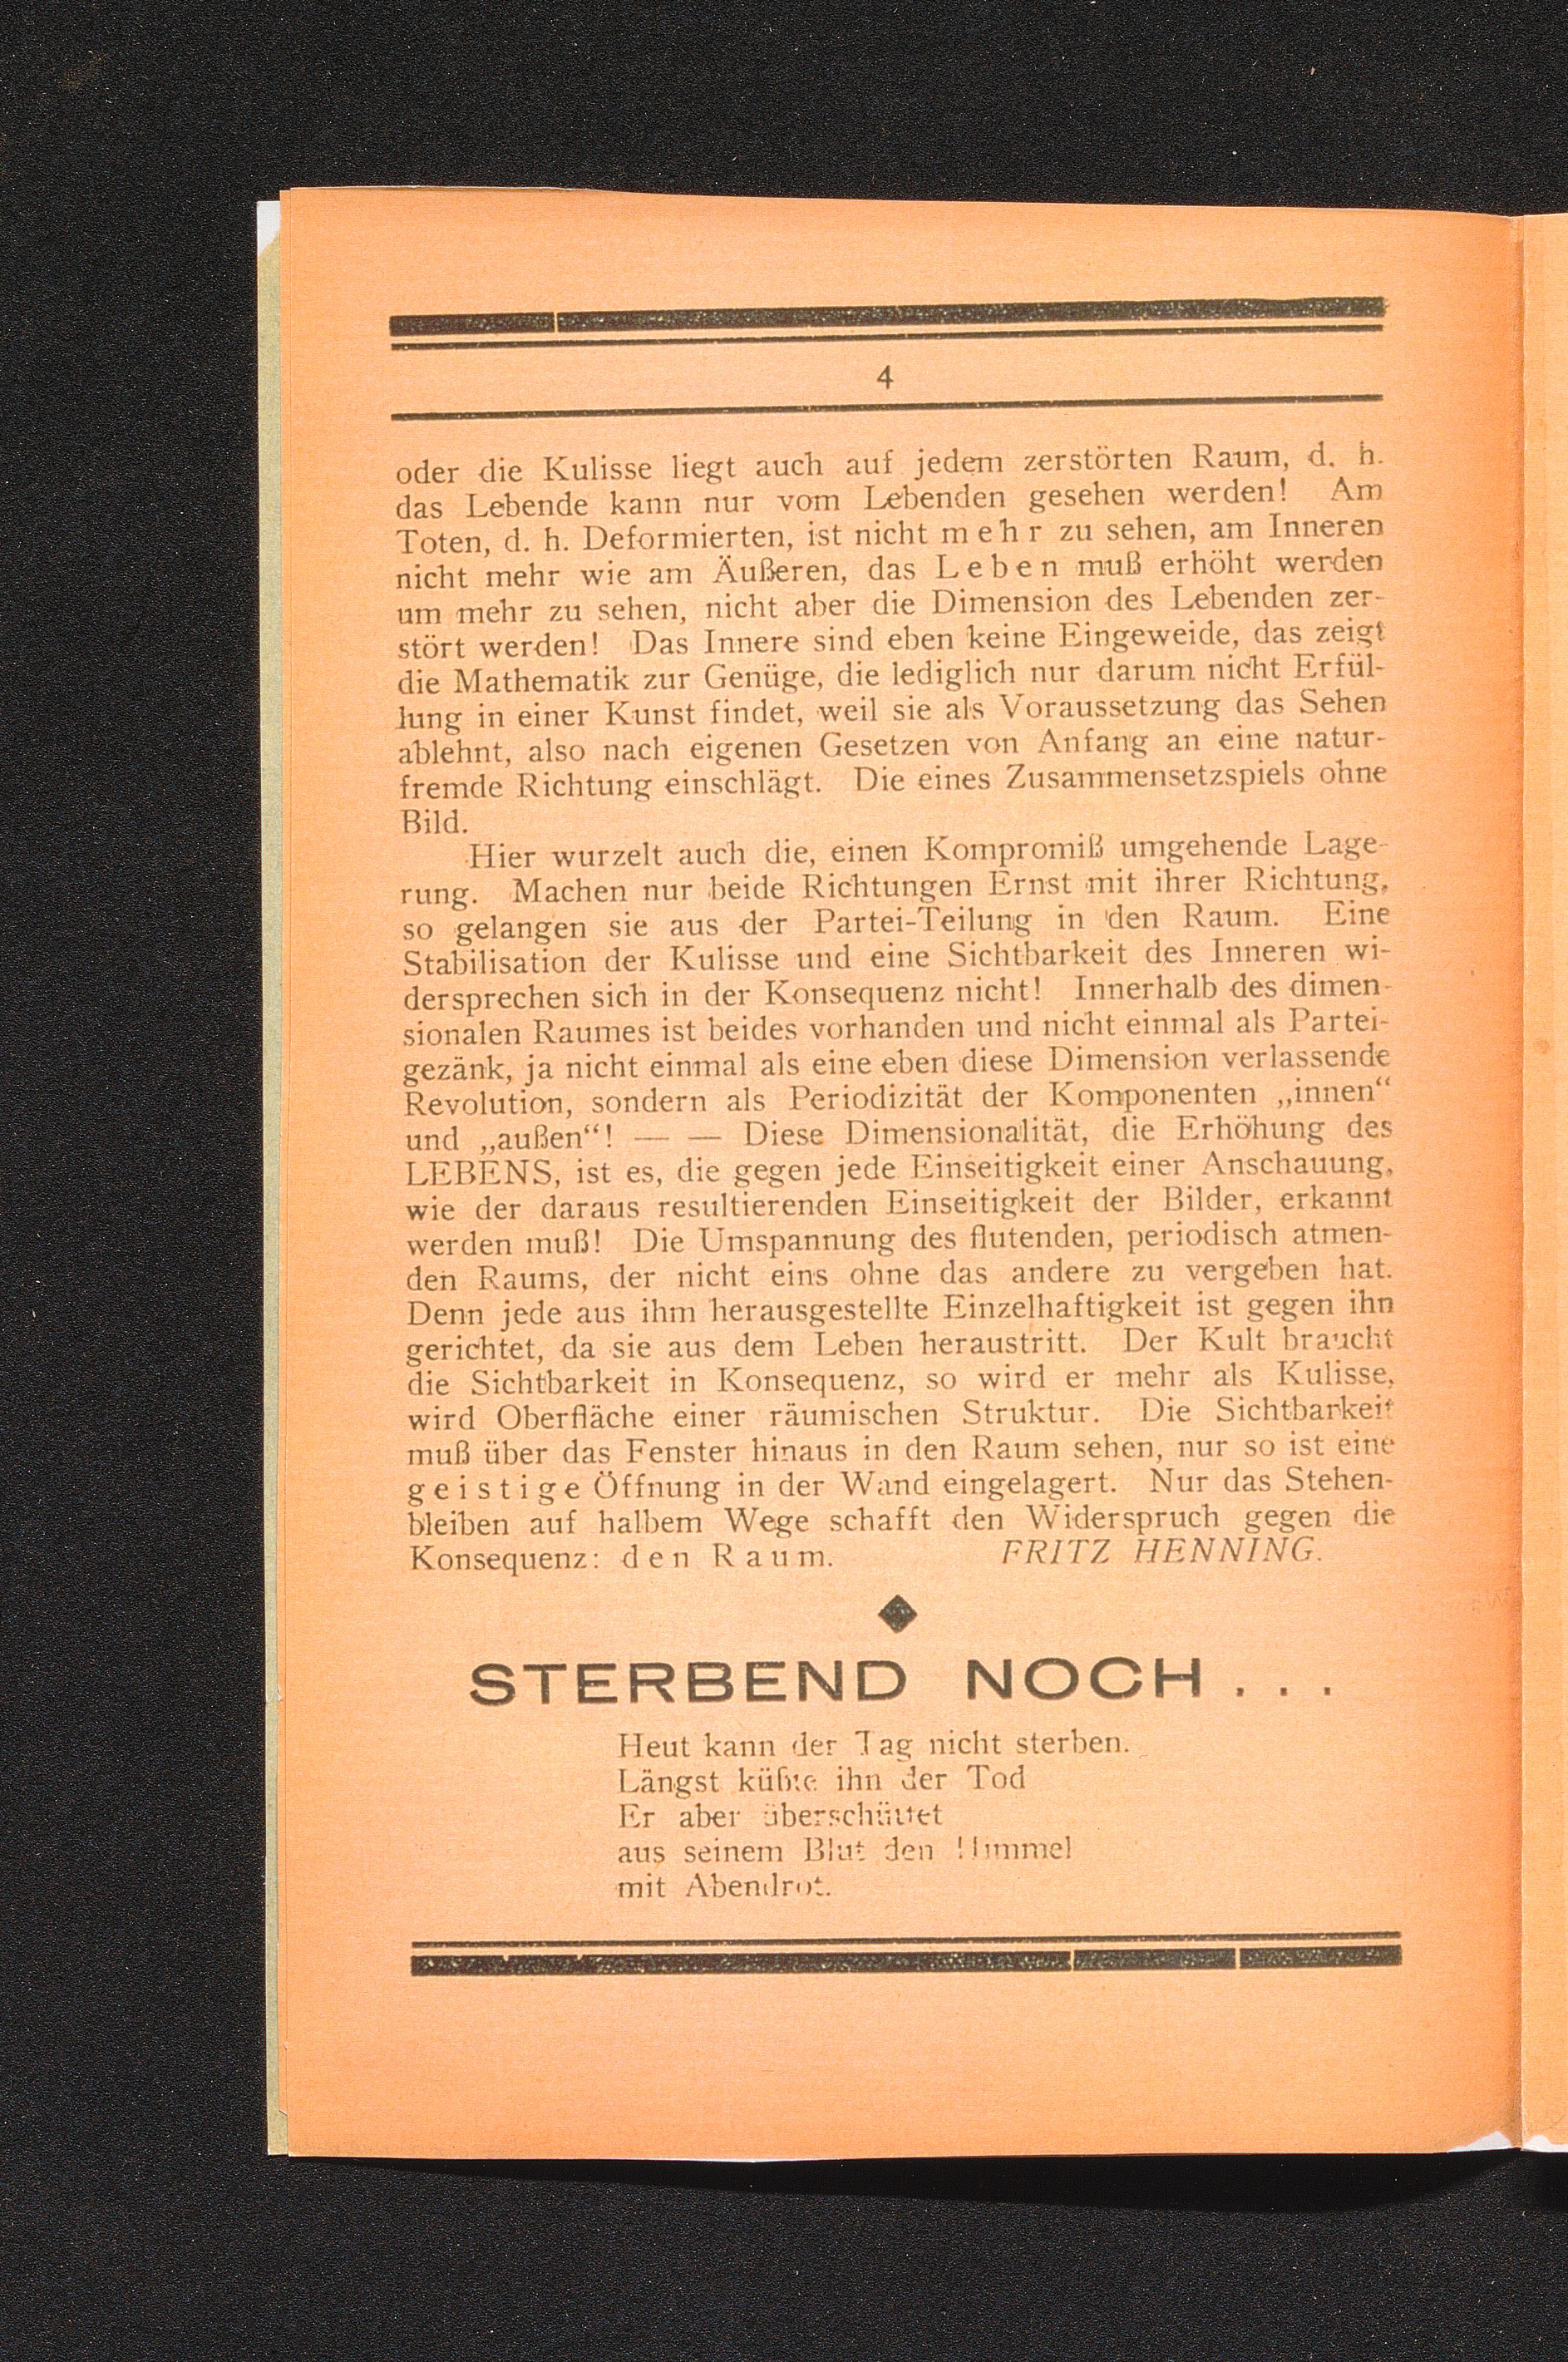 4
oder die Kulisse liegt auch auf jedem zerstörten Raum, d. h.
das Lebende kann nur vom Lebenden gesehen werden! Am
Toten, d. h. Deformierten, ist nicht mehr zu sehen, am Inneren
nicht mehr wie am Äußeren, das Leben muß erhöht werden
um mehr zu sehen, nicht aber die Dimension des Lebenden zer-
stört werden! Das Innere sind eben keine Eingeweide, das zeigt
die Mathematik zur Genüge, die lediglich nur darum nicht Erfül-
lung in einer Kunst findet, weil sie als Voraussetzung das Sehen
ablehnt, also nach eigenen Gesetzen von Anfang an eine natur-
fremde Richtung einschlägt. Die eines Zusammensetzspiels ohne
Bild.
Hier wurzelt auch die, einen Kompromiß umgehende Lage-
rung. Machen nur beide Richtungen Ernst mit ihrer Richtung,
so gelangen sie aus der Partei-Teilung in den Raum. Eine
Stabilisation der Kulisse und eine Sichtbarkeit des Inneren wi-
dersprechen sich in der Konsequenz nicht! Innerhalb des dimen-
sionalen Raumes ist beides vorhanden und nicht einmal als Partei-
gezänk, ja nicht einmal als eine eben diese Dimension verlassende
Revolution, sondern als Periodizität der Komponenten „innen“
und „außen“! — — Diese Dimensionalität, die Erhöhung des
LEBENS, ist es, die gegen jede Einseitigkeit einer Anschauung,
wie der daraus resultierenden Einseitigkeit der Bilder, erkannt
werden muß! Die Umspannung des flutenden, periodisch atmen-
den Raums, der nicht eins ohne das andere zu vergeben hat.
Denn jede aus ihm herausgestellte Einzelhaftigkeit ist gegen ihn
gerichtet, da sie aus dem Leben heraustritt. Der Kult braucht
die Sichtbarkeit in Konsequenz, so wird er mehr als Kulisse,
wird Oberfläche einer räumischen Struktur. Die Sichtbarkeit
muß über das Fenster hinaus in den Raum sehen, nur so ist eine
geistige Öffnung in der Wand eingelagert. Nur das Stehen-
bleiben auf halbem Wege schafft den Widerspruch gegen die
Konsequenz: den Raum. FRITZ HENNING.
STERBEND NOCH . . .
Heut kann der Tag nicht sterben.
Längst küßte ihn der Tod
Er aber überschüttet
aus seinem Blut den Himmel
mit Abendrot.